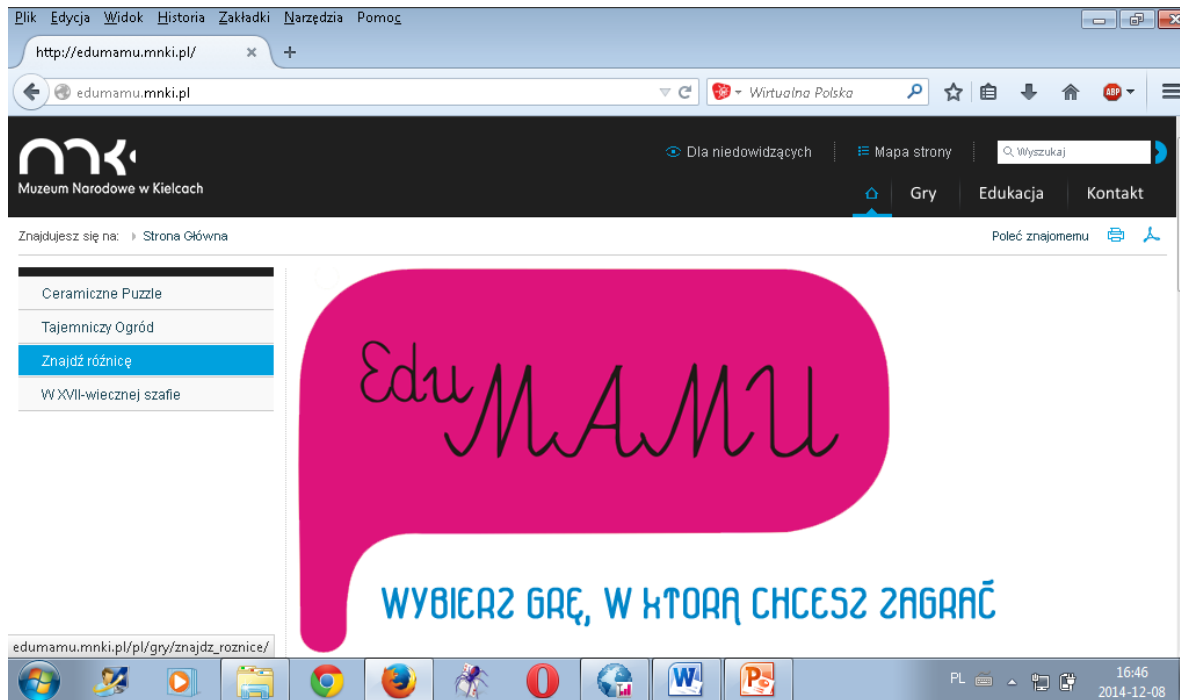 Plik Edycja Widok Historia Zakładki Narzędzia Pomoc
http://edumamu.mnki.pl/ × +
edumamu.mnki.pl Wirtualna Polska ABP
mnk
Dla niedowidzących Mapa strony Wyszukaj
Muzeum Narodowe w Kielcach
Gry Edukacja Kontakt
Znajdujesz się na: Strona Główna Poleć znajomemu
Ceramiczne Puzzle
Tajemniczy Ogród
Znajdź różnicę
W XVII-wiecznej szafie
Edu MAMU
WYBIERZ GRĘ, W KTORĄ CHCESZ ZAGRAĆ
edumamu.mnki.pl/pl/gry/znajdz_roznice/
PL 16:46
2014-12-08